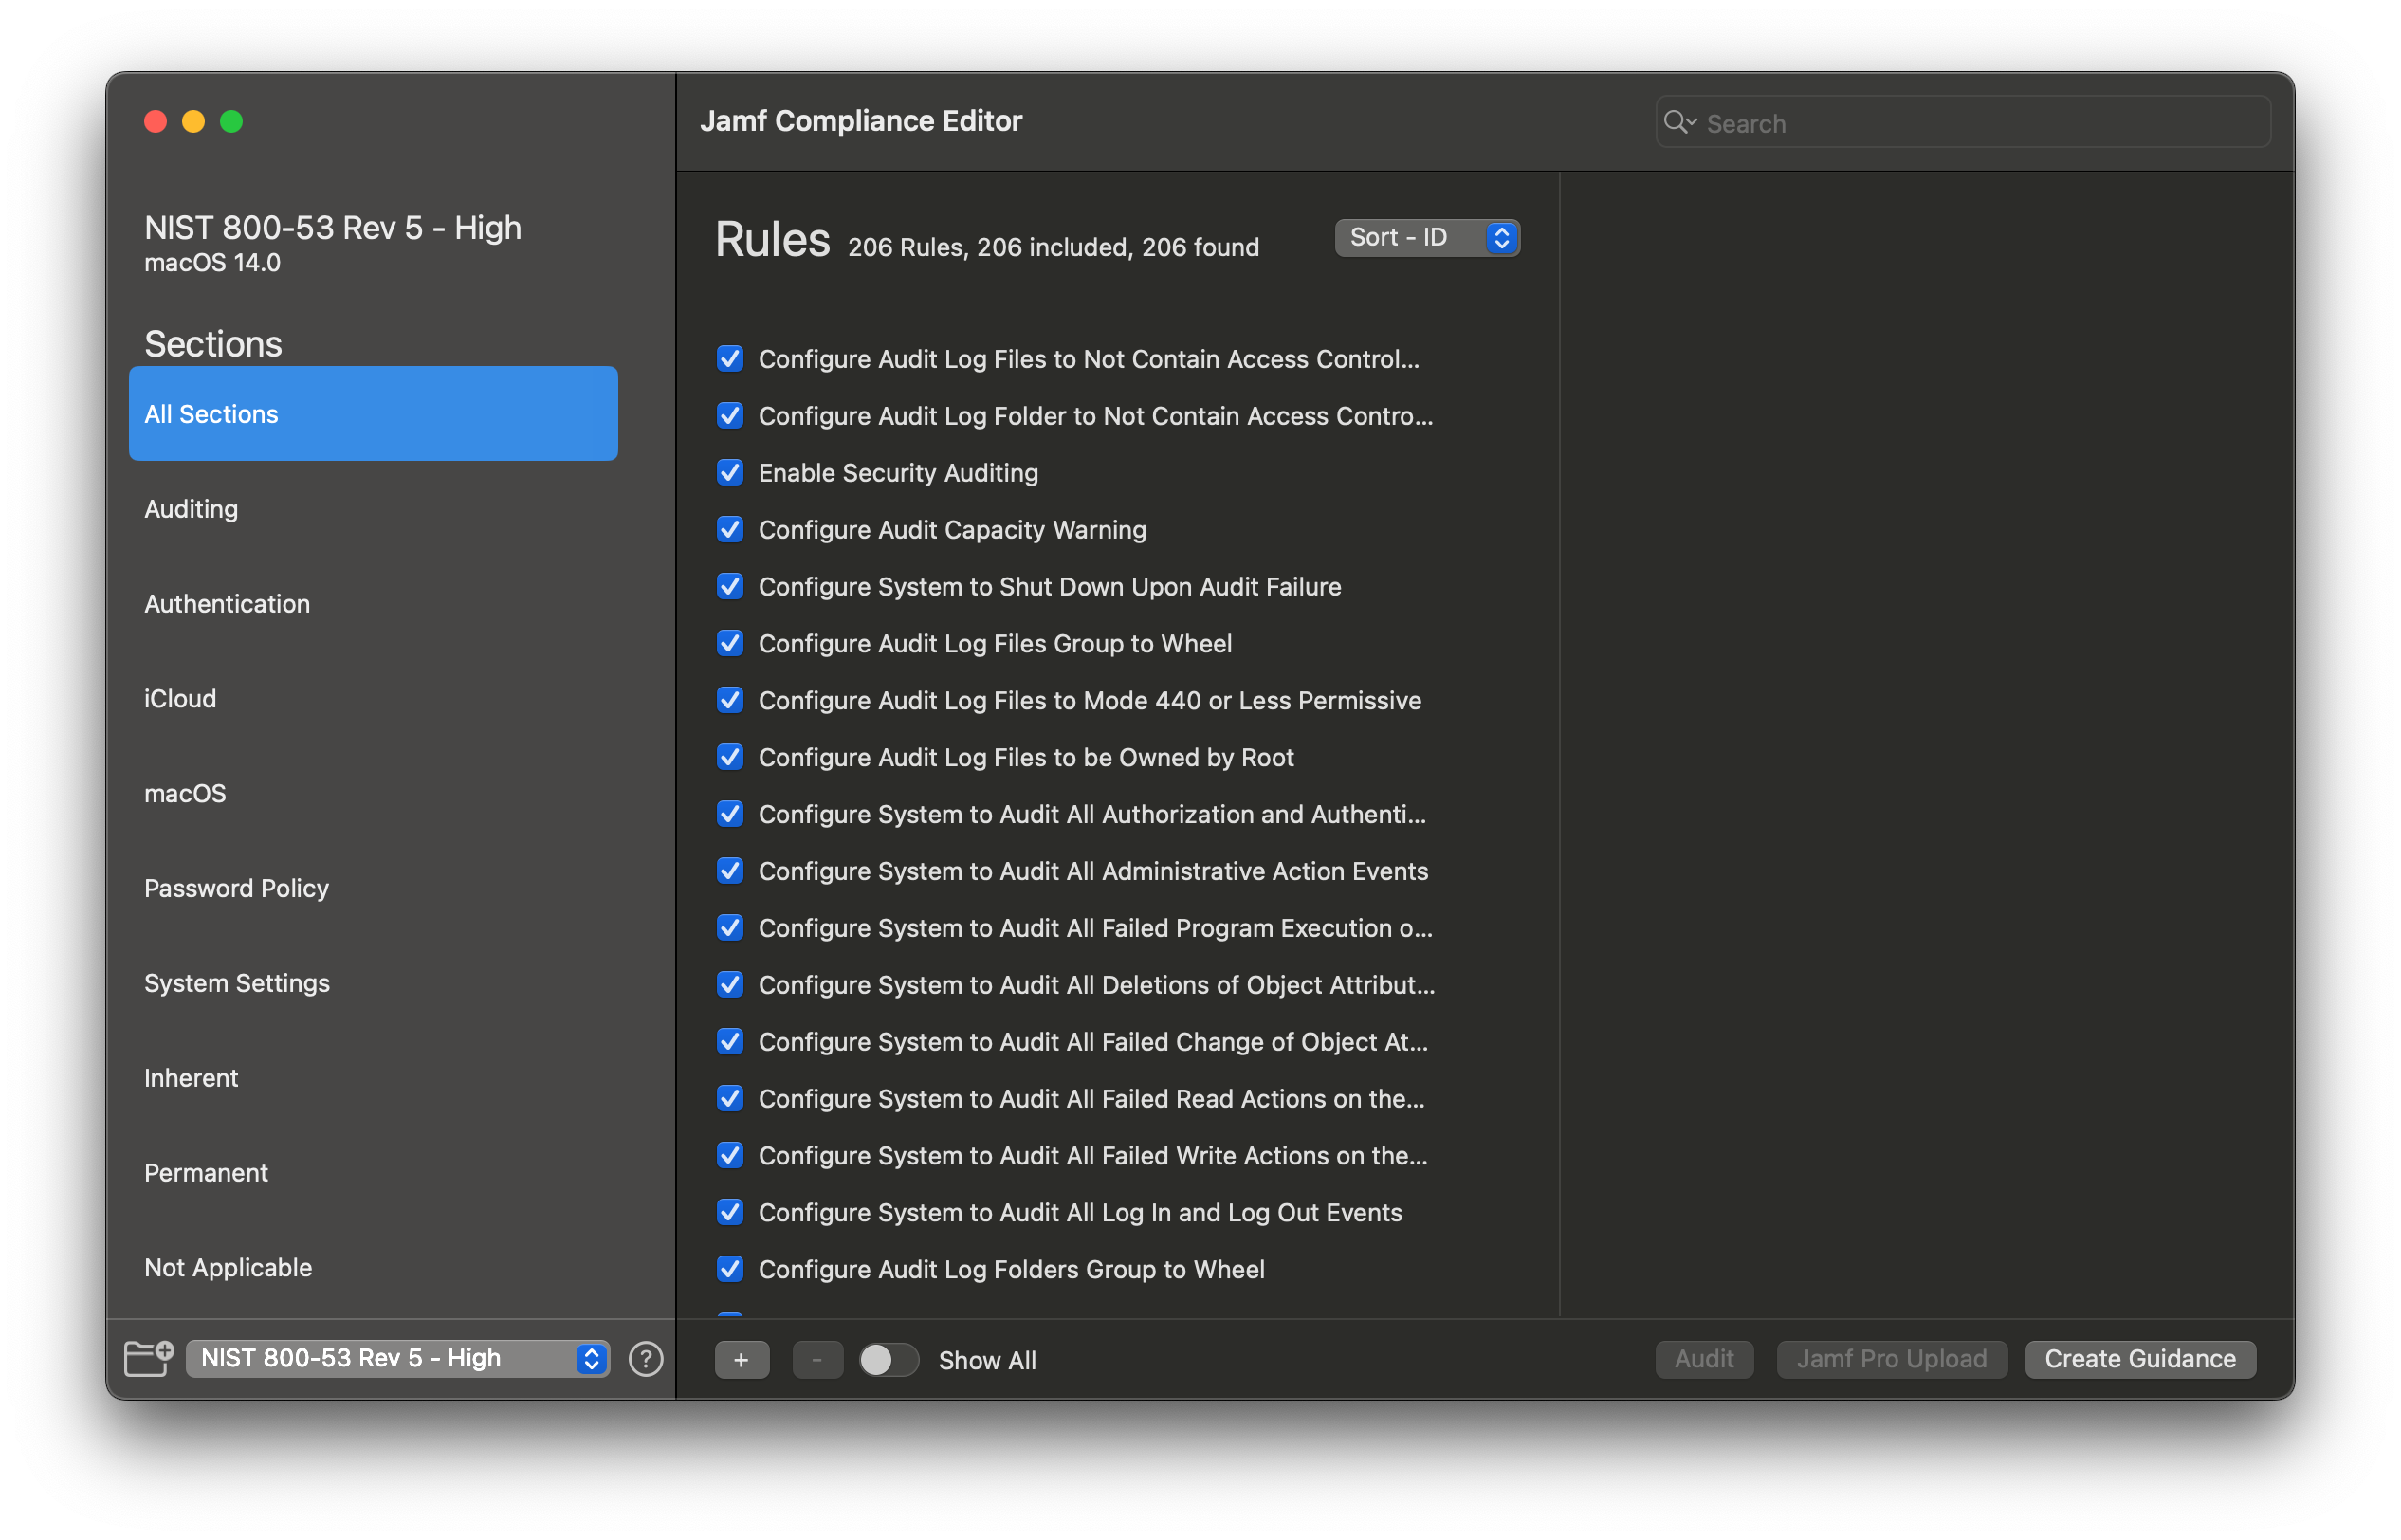 Jamf Compliance Editor
Search
NIST 800-53 Rev 5 - High
macOS 14.0
Sections
All Sections
Auditing
Authentication
iCloud
macOS
Password Policy
System Settings
Inherent
Permanent
Not Applicable
NIST 800-53 Rev 5 - High
?
Rules 206 Rules, 206 included, 206 found
Sort - ID
Configure Audit Log Files to Not Contain Access Control...
Configure Audit Log Folder to Not Contain Access Contro...
Enable Security Auditing
Configure Audit Capacity Warning
Configure System to Shut Down Upon Audit Failure
Configure Audit Log Files Group to Wheel
Configure Audit Log Files to Mode 440 or Less Permissive
Configure Audit Log Files to be Owned by Root
Configure System to Audit All Authorization and Authenti...
Configure System to Audit All Administrative Action Events
Configure System to Audit All Failed Program Execution o...
Configure System to Audit All Deletions of Object Attribut...
Configure System to Audit All Failed Change of Object At...
Configure System to Audit All Failed Read Actions on the...
Configure System to Audit All Failed Write Actions on the...
Configure System to Audit All Log In and Log Out Events
Configure Audit Log Folders Group to Wheel
+ - Show All
Audit
Jamf Pro Upload
Create Guidance